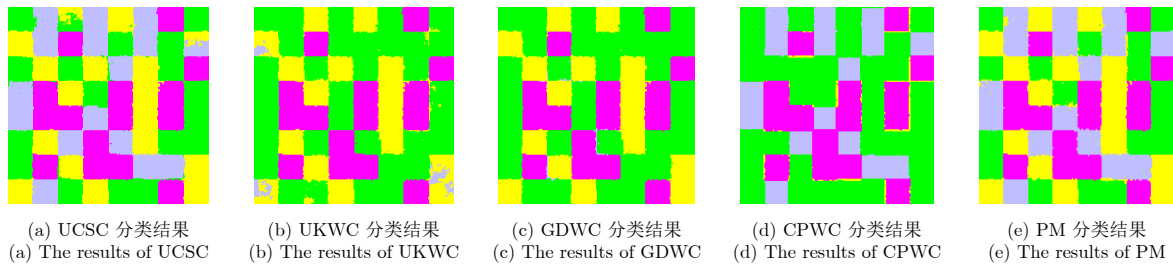 (a) UCSC 分类结果
(a) The results of UCSC
(b) UKWC 分类结果
(b) The results of UKWC
(c) GDWC 分类结果
(c) The results of GDWC
(d) CPWC 分类结果
(d) The results of CPWC
(e) PM 分类结果
(e) The results of PM